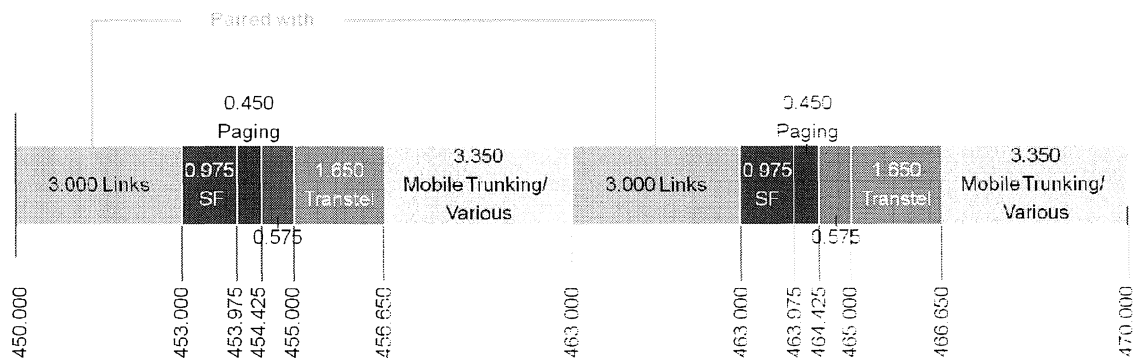 Paired with
0.450
Paging
0.450
Paging
3.000 Links
0.975
SF
1.650
Transtel
3.350
Mobile Trunking/
Various
3.000 Links
0.975
SF
1.650
Transtel
3.350
Mobile Trunking/
Various
0.575
0.575
450.000
453.000
453.975
454.425
455.000
456.650
463.000
463.000
463.975
464.425
465.000
466.650
470.000